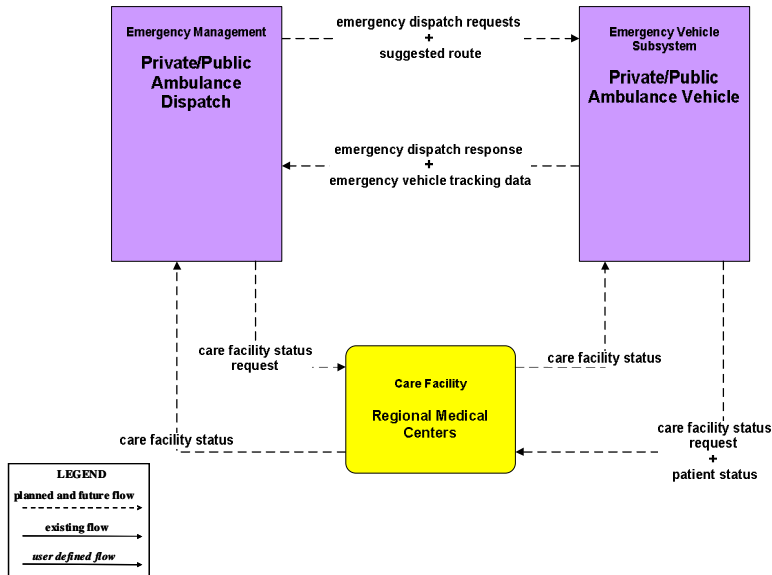 Emergency Management
Private/Public
Ambulance
Dispatch
emergency dispatch requests
+
suggested route
Emergency Vehicle
Subsystem
Private/Public
Ambulance Vehicle
emergency dispatch response
+
emergency vehicle tracking data
care facility status
request
Care Facility
Regional Medical
Centers
care facility status
care facility status
care facility status
request
+
patient status
LEGEND
planned and future flow
existing flow
user defined flow